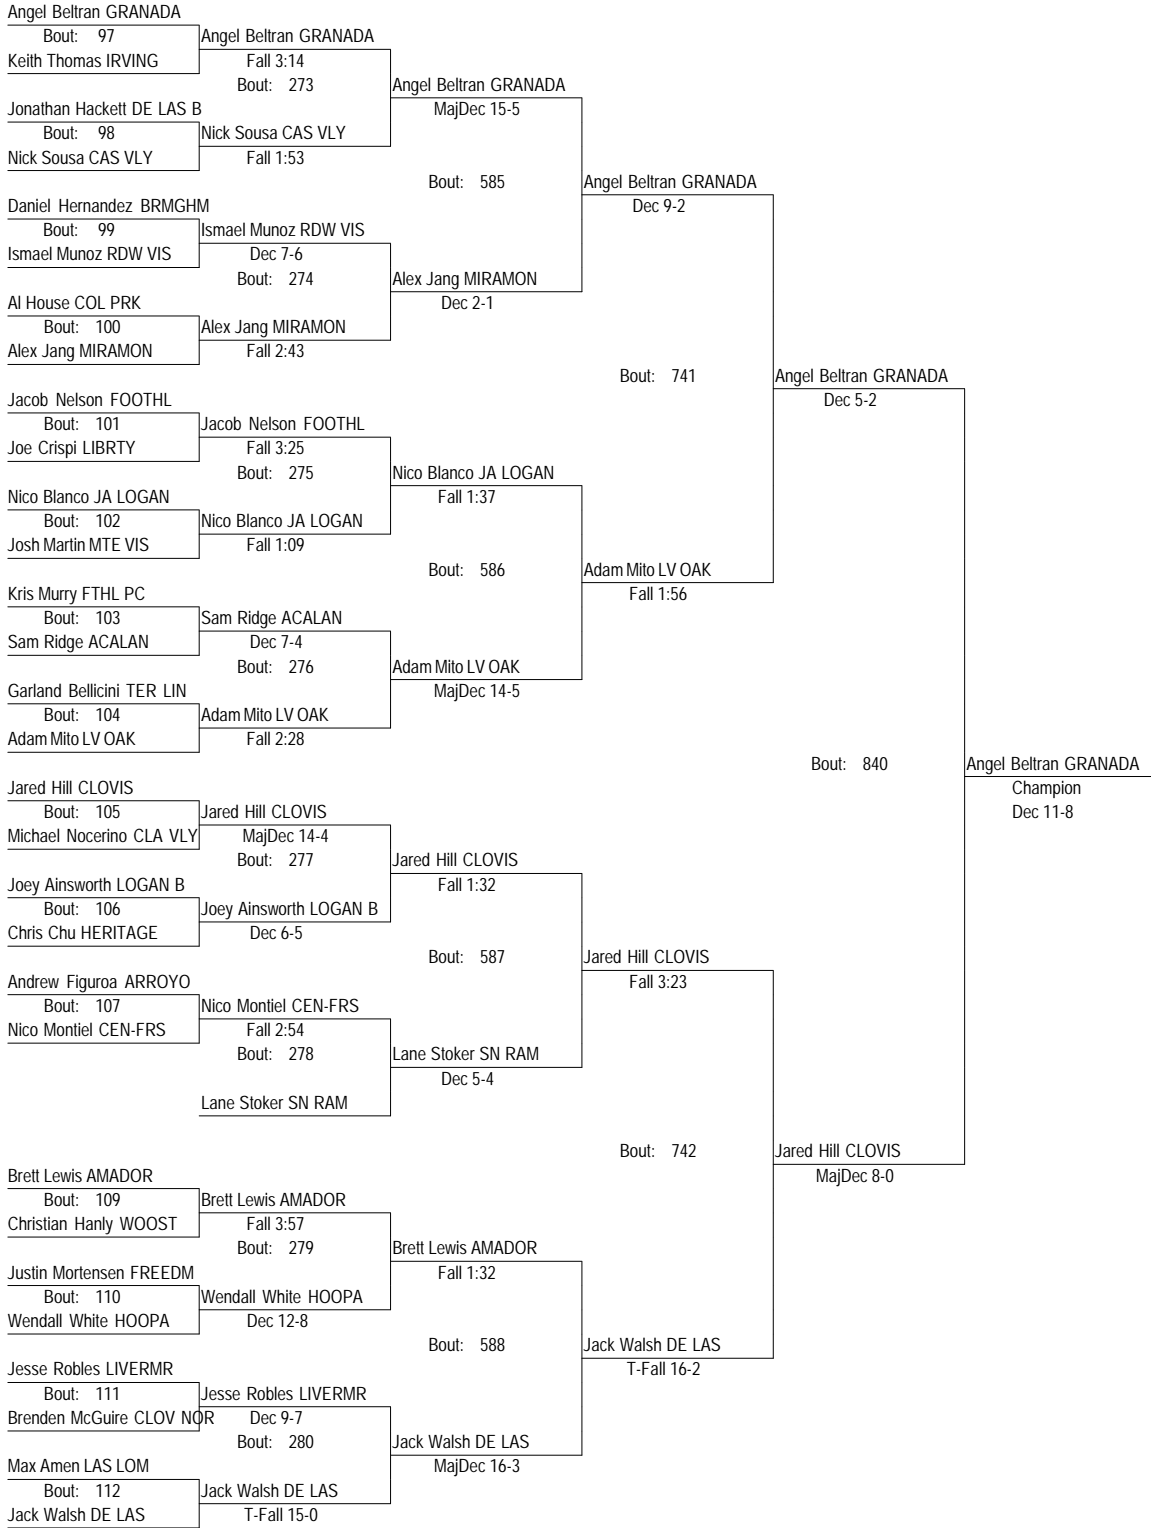 Angel Beltran GRANADA
Bout: 97
Angel Beltran GRANADA
Keith Thomas IRVING
Fall 3:14
Bout: 273
Angel Beltran GRANADA
Jonathan Hackett DE LAS B
MajDec 15-5
Bout: 98
Nick Sousa CAS VLY
Nick Sousa CAS VLY
Fall 1:53
Bout: 585
Angel Beltran GRANADA
Daniel Hernandez BRMGHM
Dec 9-2
Bout: 99
Ismael Munoz RDW VIS
Ismael Munoz RDW VIS
Dec 7-6
Bout: 274
Alex Jang MIRAMON
Al House COL PRK
Dec 2-1
Bout: 100
Alex Jang MIRAMON
Alex Jang MIRAMON
Fall 2:43
Bout: 741
Angel Beltran GRANADA
Jacob Nelson FOOTHL
Dec 5-2
Bout: 101
Jacob Nelson FOOTHL
Joe Crispi LIBRTY
Fall 3:25
Bout: 275
Nico Blanco JA LOGAN
Nico Blanco JA LOGAN
Fall 1:37
Bout: 102
Nico Blanco JA LOGAN
Josh Martin MTE VIS
Fall 1:09
Bout: 586
Adam Mito LV OAK
Kris Murry FTHL PC
Fall 1:56
Bout: 103
Sam Ridge ACALAN
Sam Ridge ACALAN
Dec 7-4
Bout: 276
Adam Mito LV OAK
Garland Bellicini TER LIN
MajDec 14-5
Bout: 104
Adam Mito LV OAK
Adam Mito LV OAK
Fall 2:28
Bout: 840
Angel Beltran GRANADA
Jared Hill CLOVIS
Champion
Bout: 105
Jared Hill CLOVIS
Dec 11-8
Michael Nocerino CLA VLY
MajDec 14-4
Bout: 277
Jared Hill CLOVIS
Joey Ainsworth LOGAN B
Fall 1:32
Bout: 106
Joey Ainsworth LOGAN B
Chris Chu HERITAGE
Dec 6-5
Bout: 587
Jared Hill CLOVIS
Andrew Figuroa ARROYO
Fall 3:23
Bout: 107
Nico Montiel CEN-FRS
Nico Montiel CEN-FRS
Fall 2:54
Bout: 278
Lane Stoker SN RAM
Dec 5-4
Lane Stoker SN RAM
Bout: 742
Jared Hill CLOVIS
Brett Lewis AMADOR
MajDec 8-0
Bout: 109
Brett Lewis AMADOR
Christian Hanly WOOST
Fall 3:57
Bout: 279
Brett Lewis AMADOR
Justin Mortensen FREEDM
Fall 1:32
Bout: 110
Wendall White HOOPA
Wendall White HOOPA
Dec 12-8
Bout: 588
Jack Walsh DE LAS
Jesse Robles LIVERMR
T-Fall 16-2
Bout: 111
Jesse Robles LIVERMR
Brenden McGuire CLOV NOR
Dec 9-7
Bout: 280
Jack Walsh DE LAS
Max Amen LAS LOM
MajDec 16-3
Bout: 112
Jack Walsh DE LAS
Jack Walsh DE LAS
T-Fall 15-0